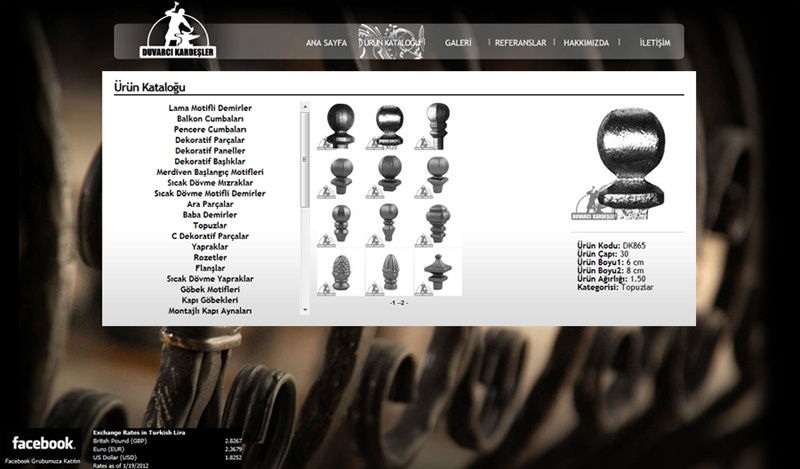 DUVARCI KARDEŞLER
ANA SAYFA
ÜRÜN KATALOĞU
GALERİ
REFERANSLAR
HAKKIMIZDA
İLETİŞİM
Ürün Kataloğu
Lama Motifli Demirler
Balkon Cumbaları
Pencere Cumbaları
Dekoratif Parçalar
Dekoratif Paneller
Dekoratif Başlıklar
Merdiven Başlangıç Motifleri
Sıcak Dövme Mızraklar
Sıcak Dövme Motifli Demirler
Ara Parçalar
Baba Demirler
Topuzlar
C Dekoratif Parçalar
Yapraklar
Rozetler
Flanşlar
Sıcak Dövme Yapraklar
Göbek Motifleri
Kapı Göbekleri
Montajlı Kapı Aynaları
-1 --2 -
DUVARCI KARDEŞLER
Ürün Kodu: DK865
Ürün Çapı: 30
Ürün Boyu1: 6 cm
Ürün Boyu2: 8 cm
Ürün Ağırlığı: 1.50
Kategorisi: Topuzlar
facebook
Facebook Grubumuza Katılın
Exchange Rates in Turkish Lira
British Pound (GBP) 2.8267
Euro (EUR) 2.3679
US Dollar (USD) 1.8252
Rates as of 1/19/2012